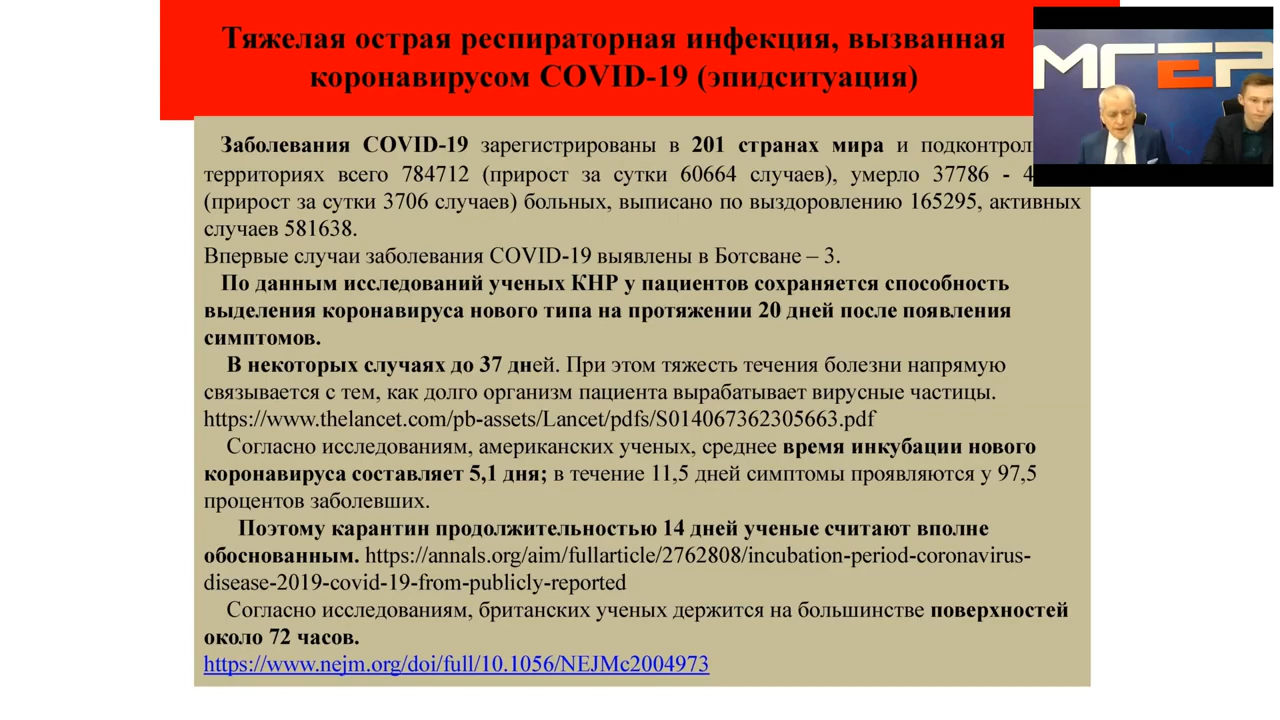 Тяжелая острая респираторная инфекция, вызванная
коронавирусом COVID-19 (эпидситуация)
МГЕР
Заболевания COVID-19 зарегистрированы в 201 странах мира и
территориях всего 784712 (прирост за сутки 60664 случаев), умерло 37786 -
(прирост за сутки 3706 случаев) больных, выписано по выздоровлению 165295, активных
случаев 581638.
Впервые случаи заболевания COVID-19 выявлены в Ботсване – 3.
По данным исследований ученых КНР у пациентов сохраняется способность
выделения коронавируса нового типа на протяжении 20 дней после появления
симптомов.
В некоторых случаях до 37 дней. При этом тяжесть течения болезни напрямую
связывается с тем, как долго организм пациента вырабатывает вирусные частицы.
https://www.thelancet.com/pb-assets/Lancet/pdfs/S014067362305663.pdf
Согласно исследованиям, американских ученых, среднее время инкубации нового
коронавируса составляет 5,1 дня; в течение 11,5 дней симптомы проявляются у 97,5
процентов заболевших.
Поэтому карантин продолжительностью 14 дней ученые считают вполне
обоснованным. https://annals.org/aim/fullarticle/2762808/incubation-period-coronavirus-
disease-2019-covid-19-from-publicly-reported
Согласно исследованиям, британских ученых держится на большинстве поверхностей
около 72 часов.
https://www.nejm.org/doi/full/10.1056/NEJMc2004973